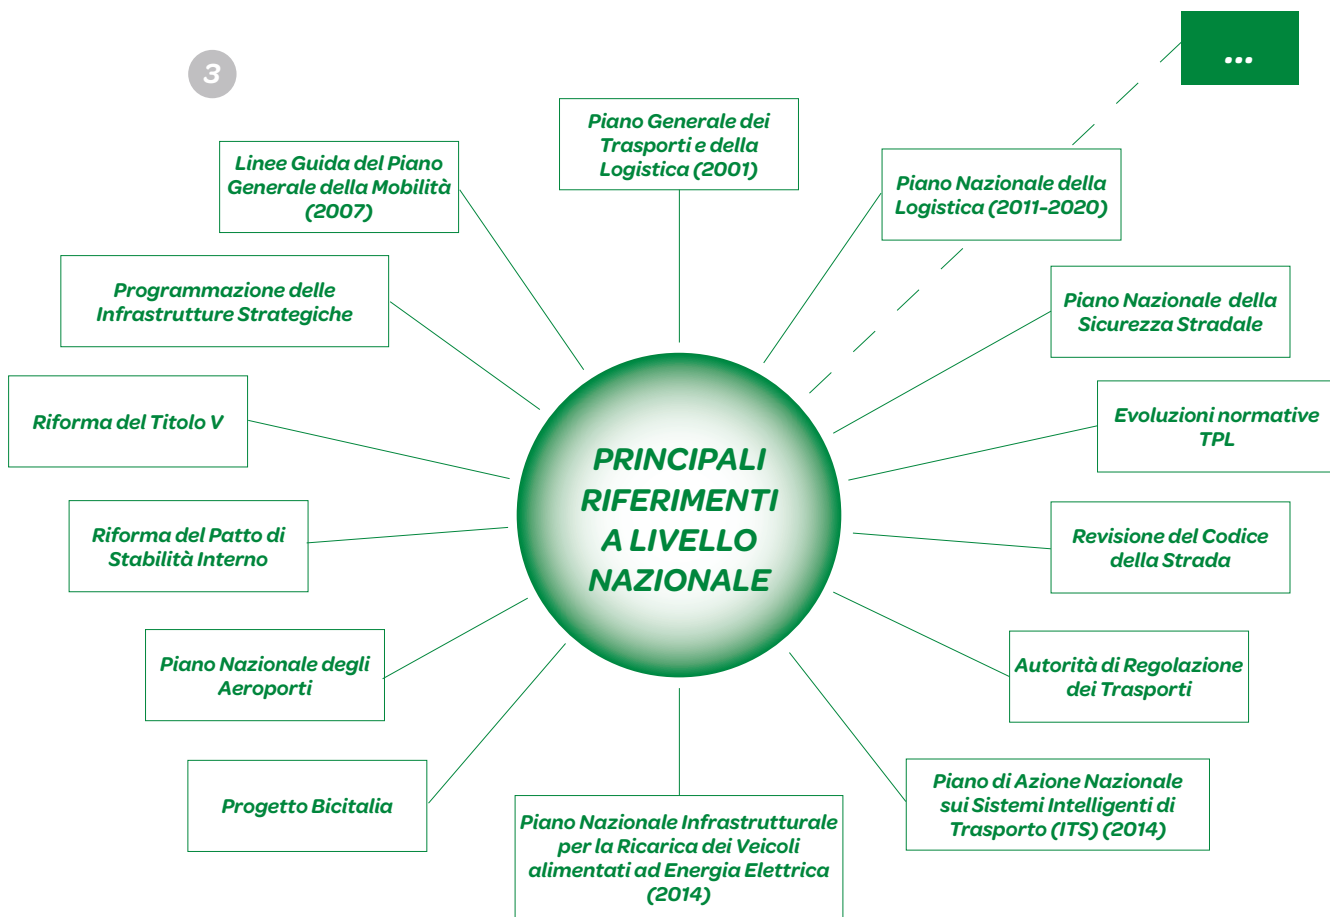 3
...
Piano Generale dei
Trasporti e della
Logistica (2001)
Linee Guida del Piano
Generale della Mobilità
(2007)
Piano Nazionale della
Logistica (2011-2020)
Programmazione delle
Infrastrutture Strategiche
Piano Nazionale della
Sicurezza Stradale
Riforma del Titolo V
Evoluzioni normative
TPL
PRINCIPALI
RIFERIMENTI
A LIVELLO
NAZIONALE
Riforma del Patto di
Stabilità Interno
Revisione del Codice
della Strada
Piano Nazionale degli
Aeroporti
Autorità di Regolazione
dei Trasporti
Progetto Bicitalia
Piano Nazionale Infrastrutturale
per la Ricarica dei Veicoli
alimentati ad Energia Elettrica
(2014)
Piano di Azione Nazionale
sui Sistemi Intelligenti di
Trasporto (ITS) (2014)